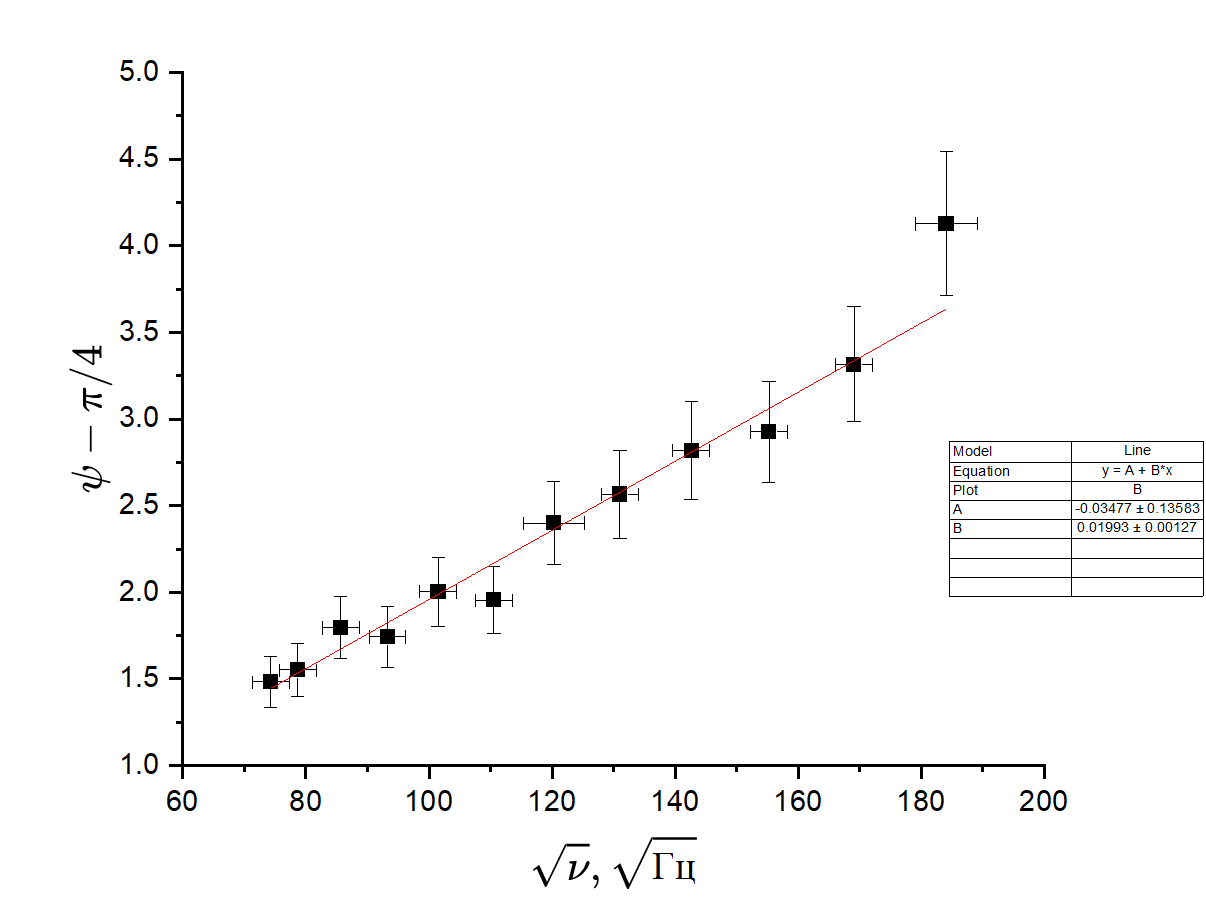 5.0
4.5
4.0
3.5
3.0
2.5
2.0
1.5
1.0
ψ − π/4
60 80 100 120 140 160 180 200
√ν, √Гц
Model Line
Equation y = A + B*x
Plot B
A -0.03477 ± 0.13583
B 0.01993 ± 0.00127